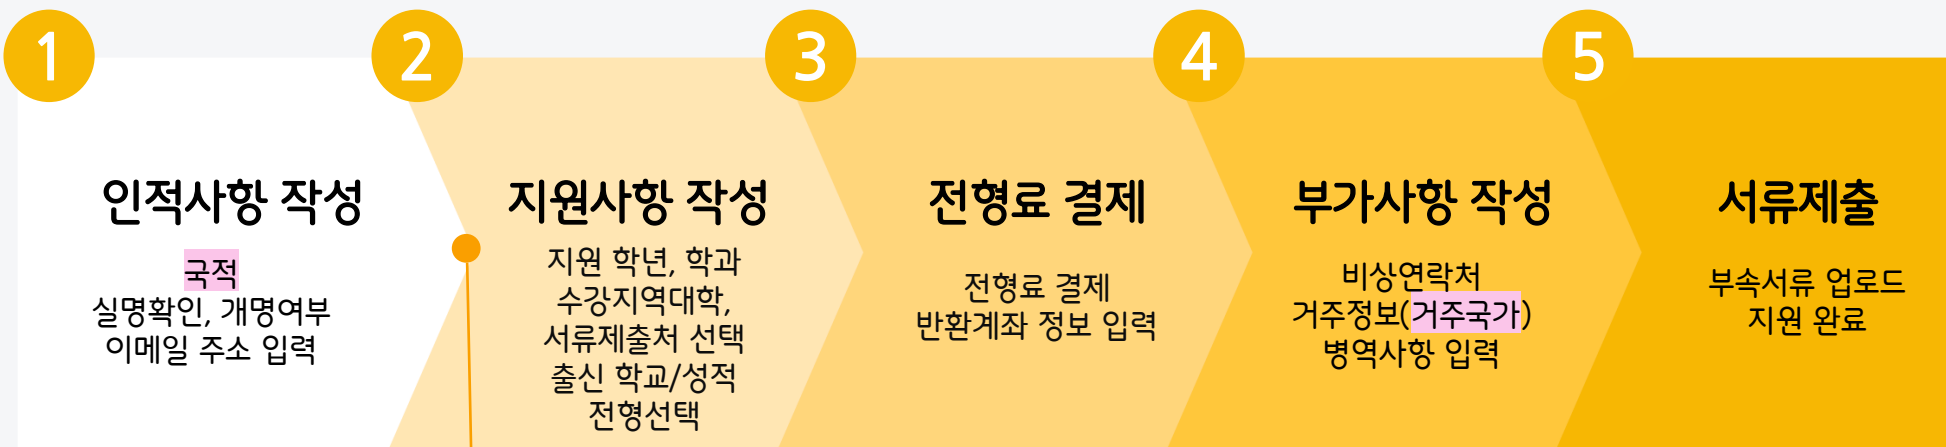 1
인적사항 작성
국적
실명확인, 개명여부
이메일 주소 입력
2
지원사항 작성
지원 학년, 학과
수강지역대학,
서류제출처 선택
출신 학교/성적
전형선택
3
전형료 결제
전형료 결제
반환계좌 정보 입력
4
부가사항 작성
비상연락처
거주정보(거주국가)
병역사항 입력
5
서류제출
부속서류 업로드
지원 완료